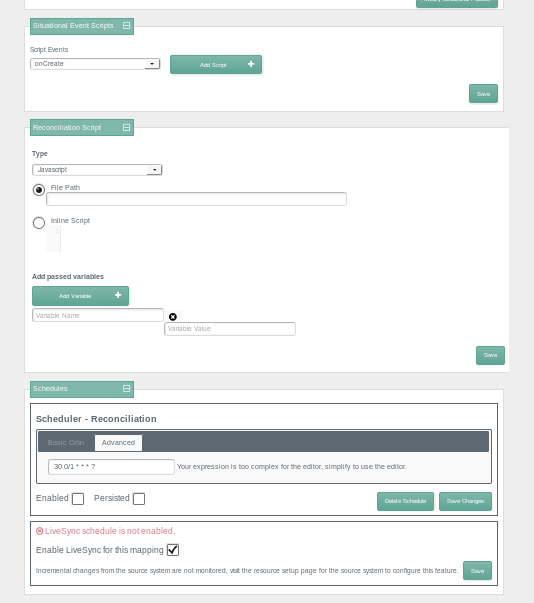 Situational Event Scripts
Script Events
onCreate
Add Script
Save
Reconciliation Script
Type
Javascript
File Path
Inline Script
1
Add passed variables
Add Variable
Variable Name
Variable Value
Save
Schedules
Scheduler - Reconciliation
Basic Cron Advanced
30 0/1 * * * ? Your expression is too complex for the editor, simplify to use the editor.
Enabled Persisted Delete Schedule Save Changes
LiveSync schedule is not enabled.
Enable LiveSync for this mapping
Incremental changes from the source system are not monitored, visit the resource setup page for the source system to configure this feature. Save